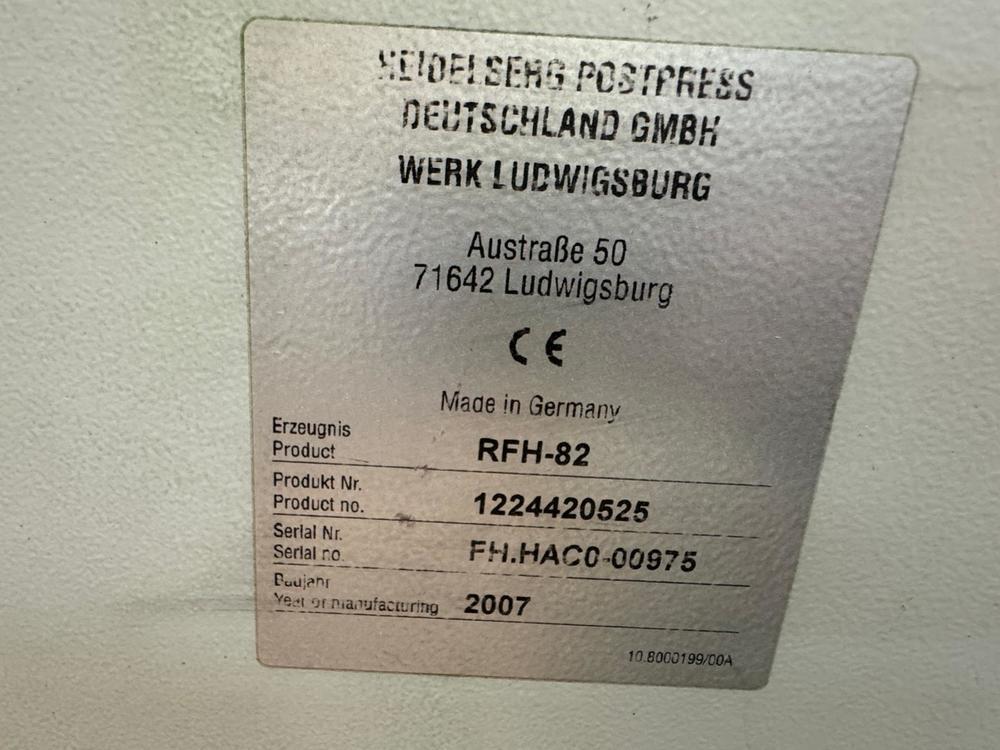 HEIDELBERG POSTPRESS
DEUTSCHLAND GMBH
WERK LUDWIGSBURG
Austraße 50
71642 Ludwigsburg
CE
Made in Germany
Erzeugnis
Product RFH-82
Produkt Nr.
Product no. 1224420525
Serial Nr.
Serial no. FH.HAC0-00975
Baujahr
Year of manufacturing 2007
10.8000199/00A